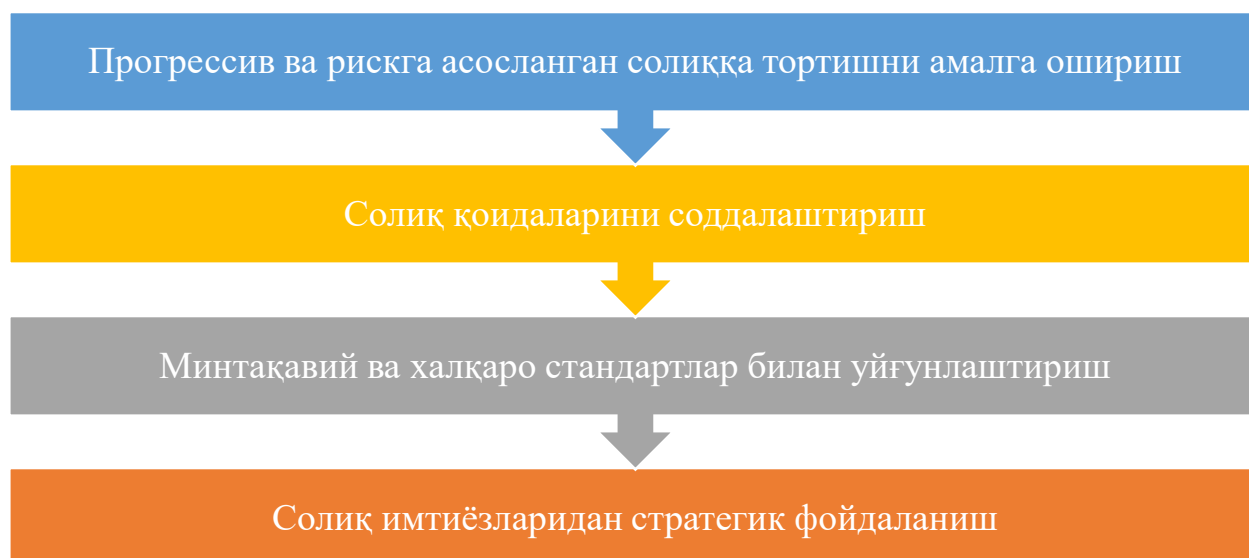 Прогрессив ва рискга асосланган солиққа тортишни амалга ошириш
Солиқ қоидаларини соддалаштириш
Минтақавий ва халқаро стандартлар билан уйғунлаштириш
Солиқ имтиёзларидан стратегик фойдаланиш